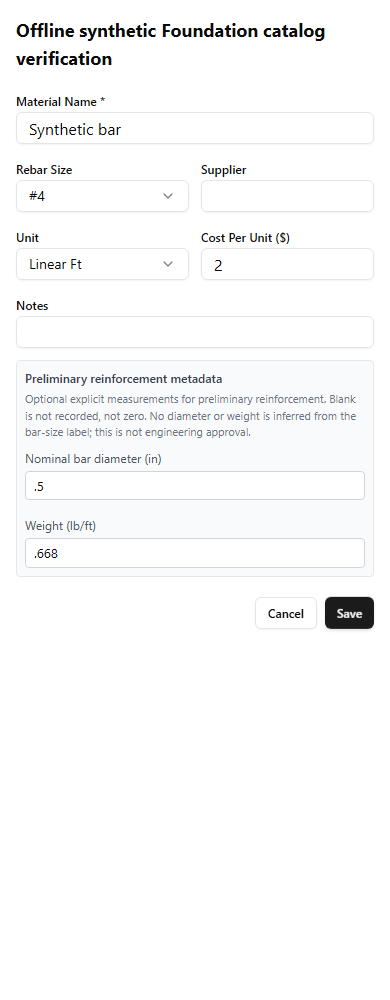 Offline synthetic Foundation catalog
verification
Material Name *
Synthetic bar
Rebar Size
Supplier
#4
Unit
Cost Per Unit ($)
Linear Ft
2
Notes
Preliminary reinforcement metadata
Optional explicit measurements for preliminary reinforcement. Blank
is not recorded, not zero. No diameter or weight is inferred from the
bar-size label; this is not engineering approval.
Nominal bar diameter (in)
.5
Weight (lb/ft)
.668
Cancel
Save